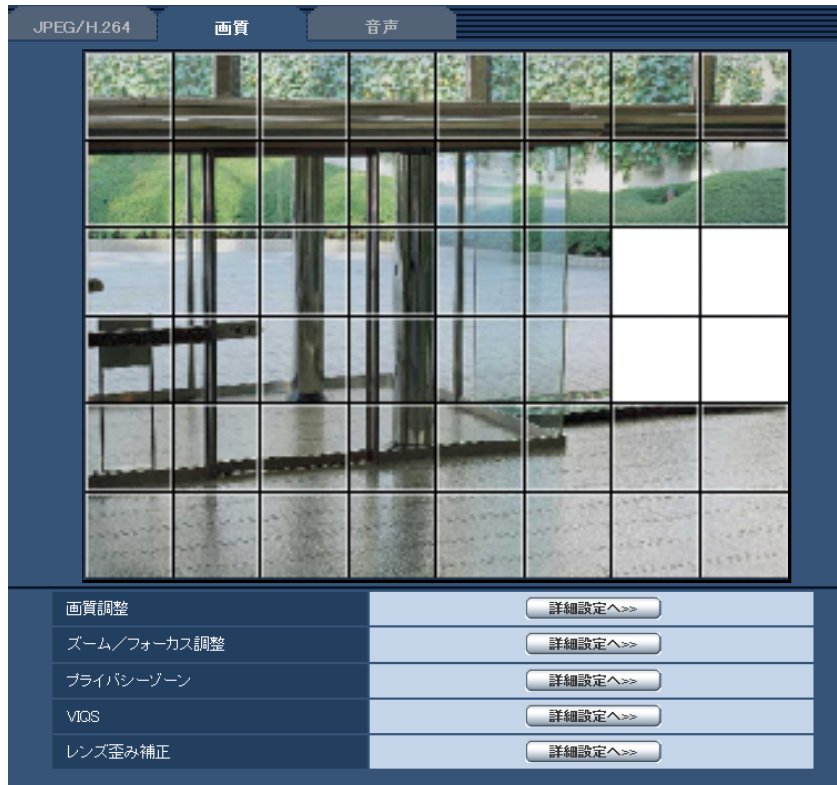 JPEG/H.264 画質 音声
画質調整 詳細設定へ>>
ズーム／フォーカス調整 詳細設定へ>>
プライバシーゾーン 詳細設定へ>>
VIQS 詳細設定へ>>
レンズ歪み補正 詳細設定へ>>